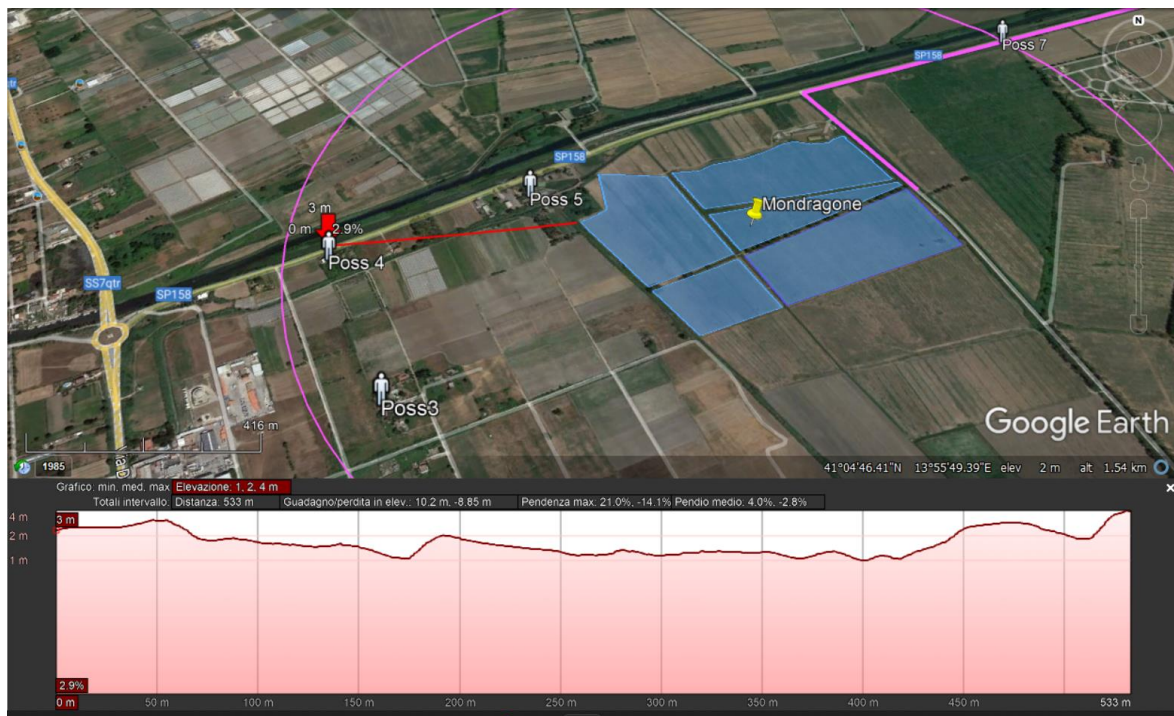 N
Poss 7
SP158
SP158
Poss 5
Mondragone
3 m
0 m
2.9%
Poss 4
SS7qtr
SP158
Poss3
416 m
Google Earth
1985
41°04'46.41"N 13°55'49.39"E elev 2 m alt 1.54 km
Grafico: min. med. max Elevazione: 1, 2, 4 m
Totali intervallo: Distanza: 533 m Guadagno/perdita in elev.: 10.2 m, -8.85 m Pendenza max: 21.0%, -14.1% Pendio medio: 4.0%, -2.8%
4 m
3 m
2 m
1 m
2.9%
0 m 50 m 100 m 150 m 200 m 250 m 300 m 350 m 400 m 450 m 533 m